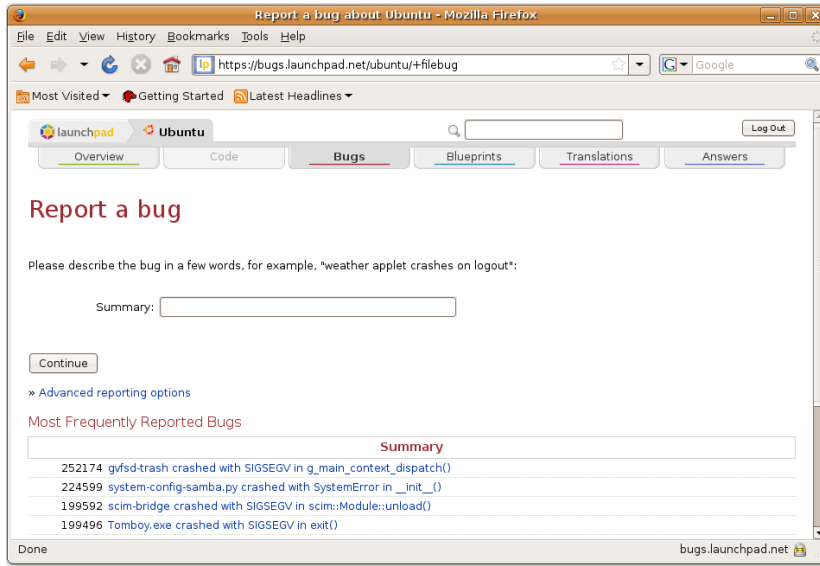 Report a bug about Ubuntu - Mozilla Firefox
File Edit View History Bookmarks Tools Help
lp https://bugs.launchpad.net/ubuntu/+filebug G Google
Most Visited Getting Started Latest Headlines
launchpad Ubuntu Log Out
Overview Code Bugs Blueprints Translations Answers
Report a bug
Please describe the bug in a few words, for example, "weather applet crashes on logout":
Summary:
Continue
» Advanced reporting options
Most Frequently Reported Bugs
Summary
252174 gvfsd-trash crashed with SIGSEGV in g_main_context_dispatch()
224599 system-config-samba.py crashed with SystemError in __init__()
199592 scim-bridge crashed with SIGSEGV in scim::Module::unload()
199496 Tomboy.exe crashed with SIGSEGV in exit()
Done bugs.launchpad.net